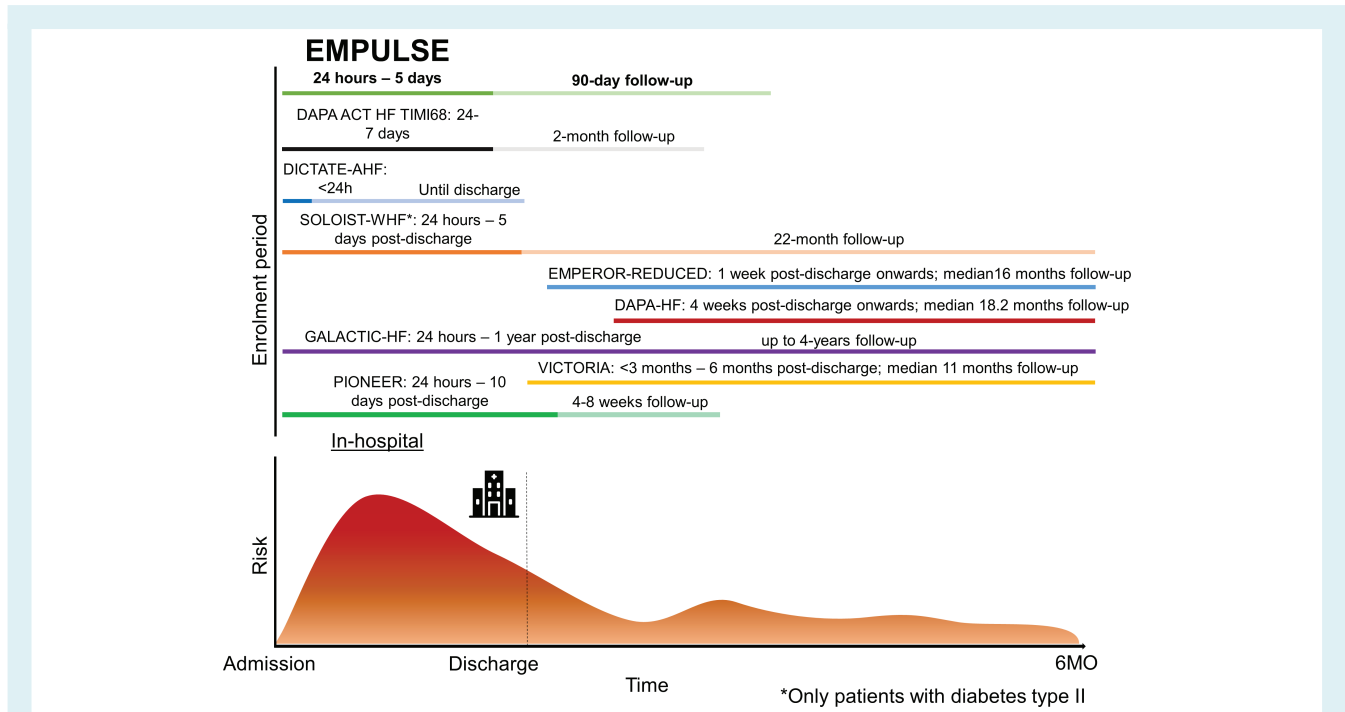 EMPULSE
24 hours – 5 days
90-day follow-up
DAPA ACT HF TIMI68: 24-
7 days
2-month follow-up
DICTATE-AHF:
<24h
Until discharge
SOLOIST-WHF*: 24 hours – 5
days post-discharge
22-month follow-up
EMPEROR-REDUCED: 1 week post-discharge onwards; median16 months follow-up
DAPA-HF: 4 weeks post-discharge onwards; median 18.2 months follow-up
GALACTIC-HF: 24 hours – 1 year post-discharge
up to 4-years follow-up
VICTORIA: <3 months – 6 months post-discharge; median 11 months follow-up
PIONEER: 24 hours – 10
days post-discharge
4-8 weeks follow-up
Enrolment period
In-hospital
Risk
Admission
Discharge
6MO
Time
*Only patients with diabetes type II